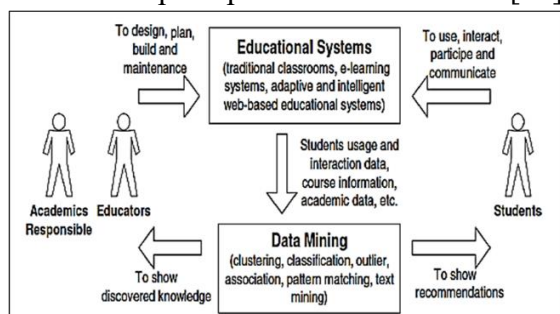 To design, plan,
build and
maintenance
Educational Systems
(traditional classrooms, e-learning
systems, adaptive and intelligent
web-based educational systems)
To use, interact,
participe and
communicate
Students usage and
interaction data,
course information,
academic data, etc.
Academics
Responsible
Educators
Students
Data Mining
(clustering, classification, outlier,
association, pattern matching, text
mining)
To show
discovered knowledge
To show
recommendations